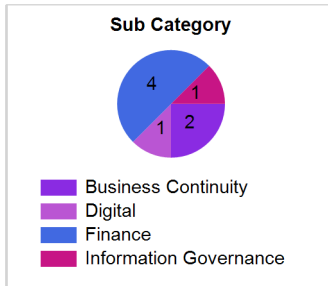 Sub Category
4
1
1
2
Business Continuity
Digital
Finance
Information Governance